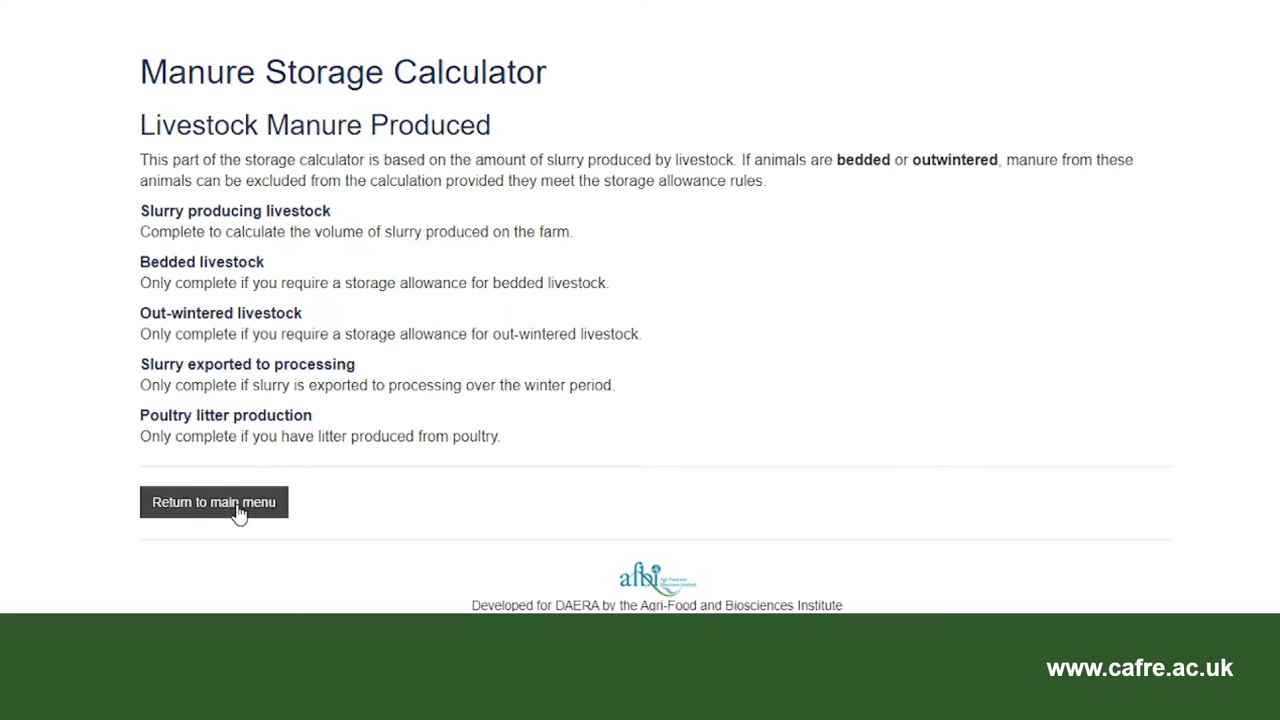 Manure Storage Calculator
Livestock Manure Produced
This part of the storage calculator is based on the amount of slurry produced by livestock. If animals are bedded or outwintered, manure from these
animals can be excluded from the calculation provided they meet the storage allowance rules.
Slurry producing livestock
Complete to calculate the volume of slurry produced on the farm.
Bedded livestock
Only complete if you require a storage allowance for bedded livestock.
Out-wintered livestock
Only complete if you require a storage allowance for out-wintered livestock.
Slurry exported to processing
Only complete if slurry is exported to processing over the winter period.
Poultry litter production
Only complete if you have litter produced from poultry.
Return to main menu
afbi Agri-Food and
Biosciences Institute
Developed for DAERA by the Agri-Food and Biosciences Institute
www.cafre.ac.uk